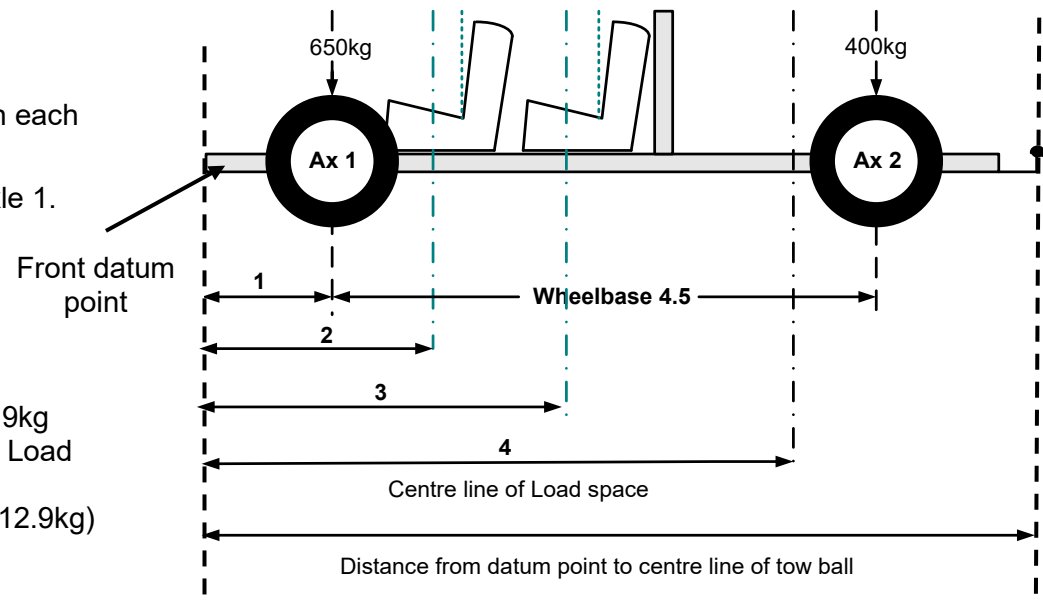 650kg
400kg
n each
Ax 1
Ax 2
kle 1.
Front datum
point
1
Wheelbase 4.5
2
3
9kg
Load
4
Centre line of Load space
12.9kg)
Distance from datum point to centre line of tow ball